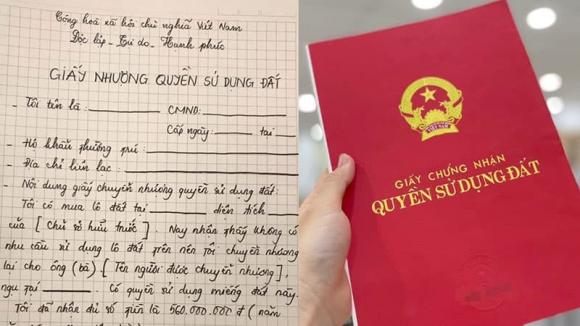 Cộng hoà xã hội chủ nghĩa Việt Nam
Độc lập - Tự do - Hạnh phúc
GIẤY NHƯỢNG QUYỀN SỬ DỤNG ĐẤT
- Tôi tên là : CMND:
Cấp ngày: tại
- Hộ khẩu thường trú:
- Địa chỉ liên lạc:
- Nội dung giấy chuyển nhượng quyền sử dụng đất:
Tôi có mua lô đất tại diện tích
của [ Chủ sở hữu trước ]. Nay nhận thấy không có
nhu cầu sử dụng lô đất trên nên tôi chuyển nhượng
lại cho ông (bà) [ Tên người được chuyển nhượng ]
ngụ tại Có quyền sử dụng miếng đất này.
Tôi đã nhận đủ số tiền là 560.000.000 đ ( năm
VIỆT NAM
GIẤY CHỨNG NHẬN
QUYỀN SỬ DỤNG ĐẤT